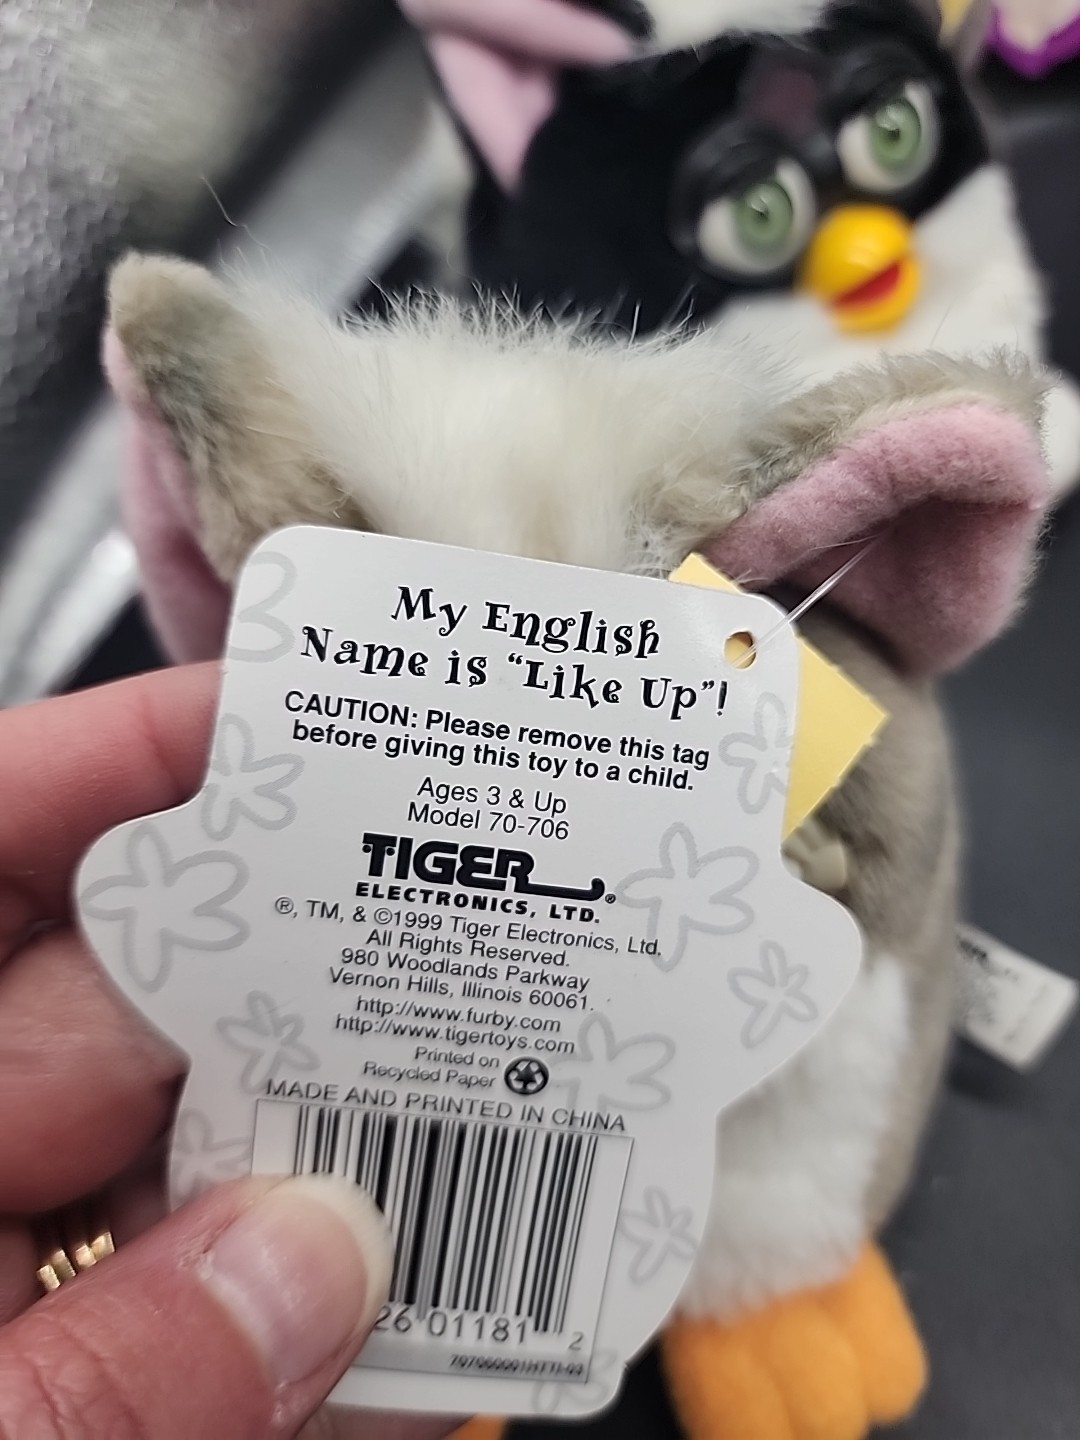 My English
Name is "Like Up"!
CAUTION: Please remove this tag
before giving this toy to a child.
Ages 3 & Up
Model 70-706
TIGER®
ELECTRONICS, LTD.
®, TM, & ©1999 Tiger Electronics, Ltd.
All Rights Reserved.
980 Woodlands Parkway
Vernon Hills, Illinois 60061.
http://www.furby.com
http://www.tigertoys.com
Printed on
Recycled Paper
MADE AND PRINTED IN CHINA
26 01181 2